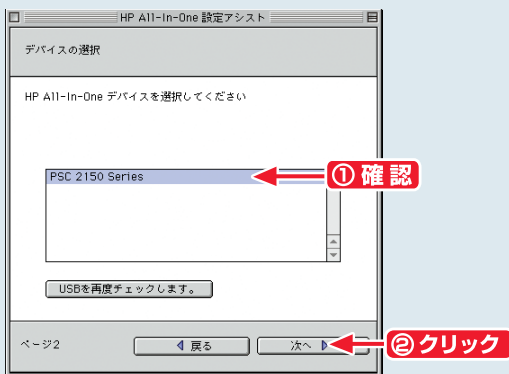 HP All-In-One 設定アシスト
デバイスの選択
HP All-In-One デバイスを選択してください
PSC 2150 Series
① 確認
USBを再度チェックします。
ページ2
戻る
次へ
② クリック